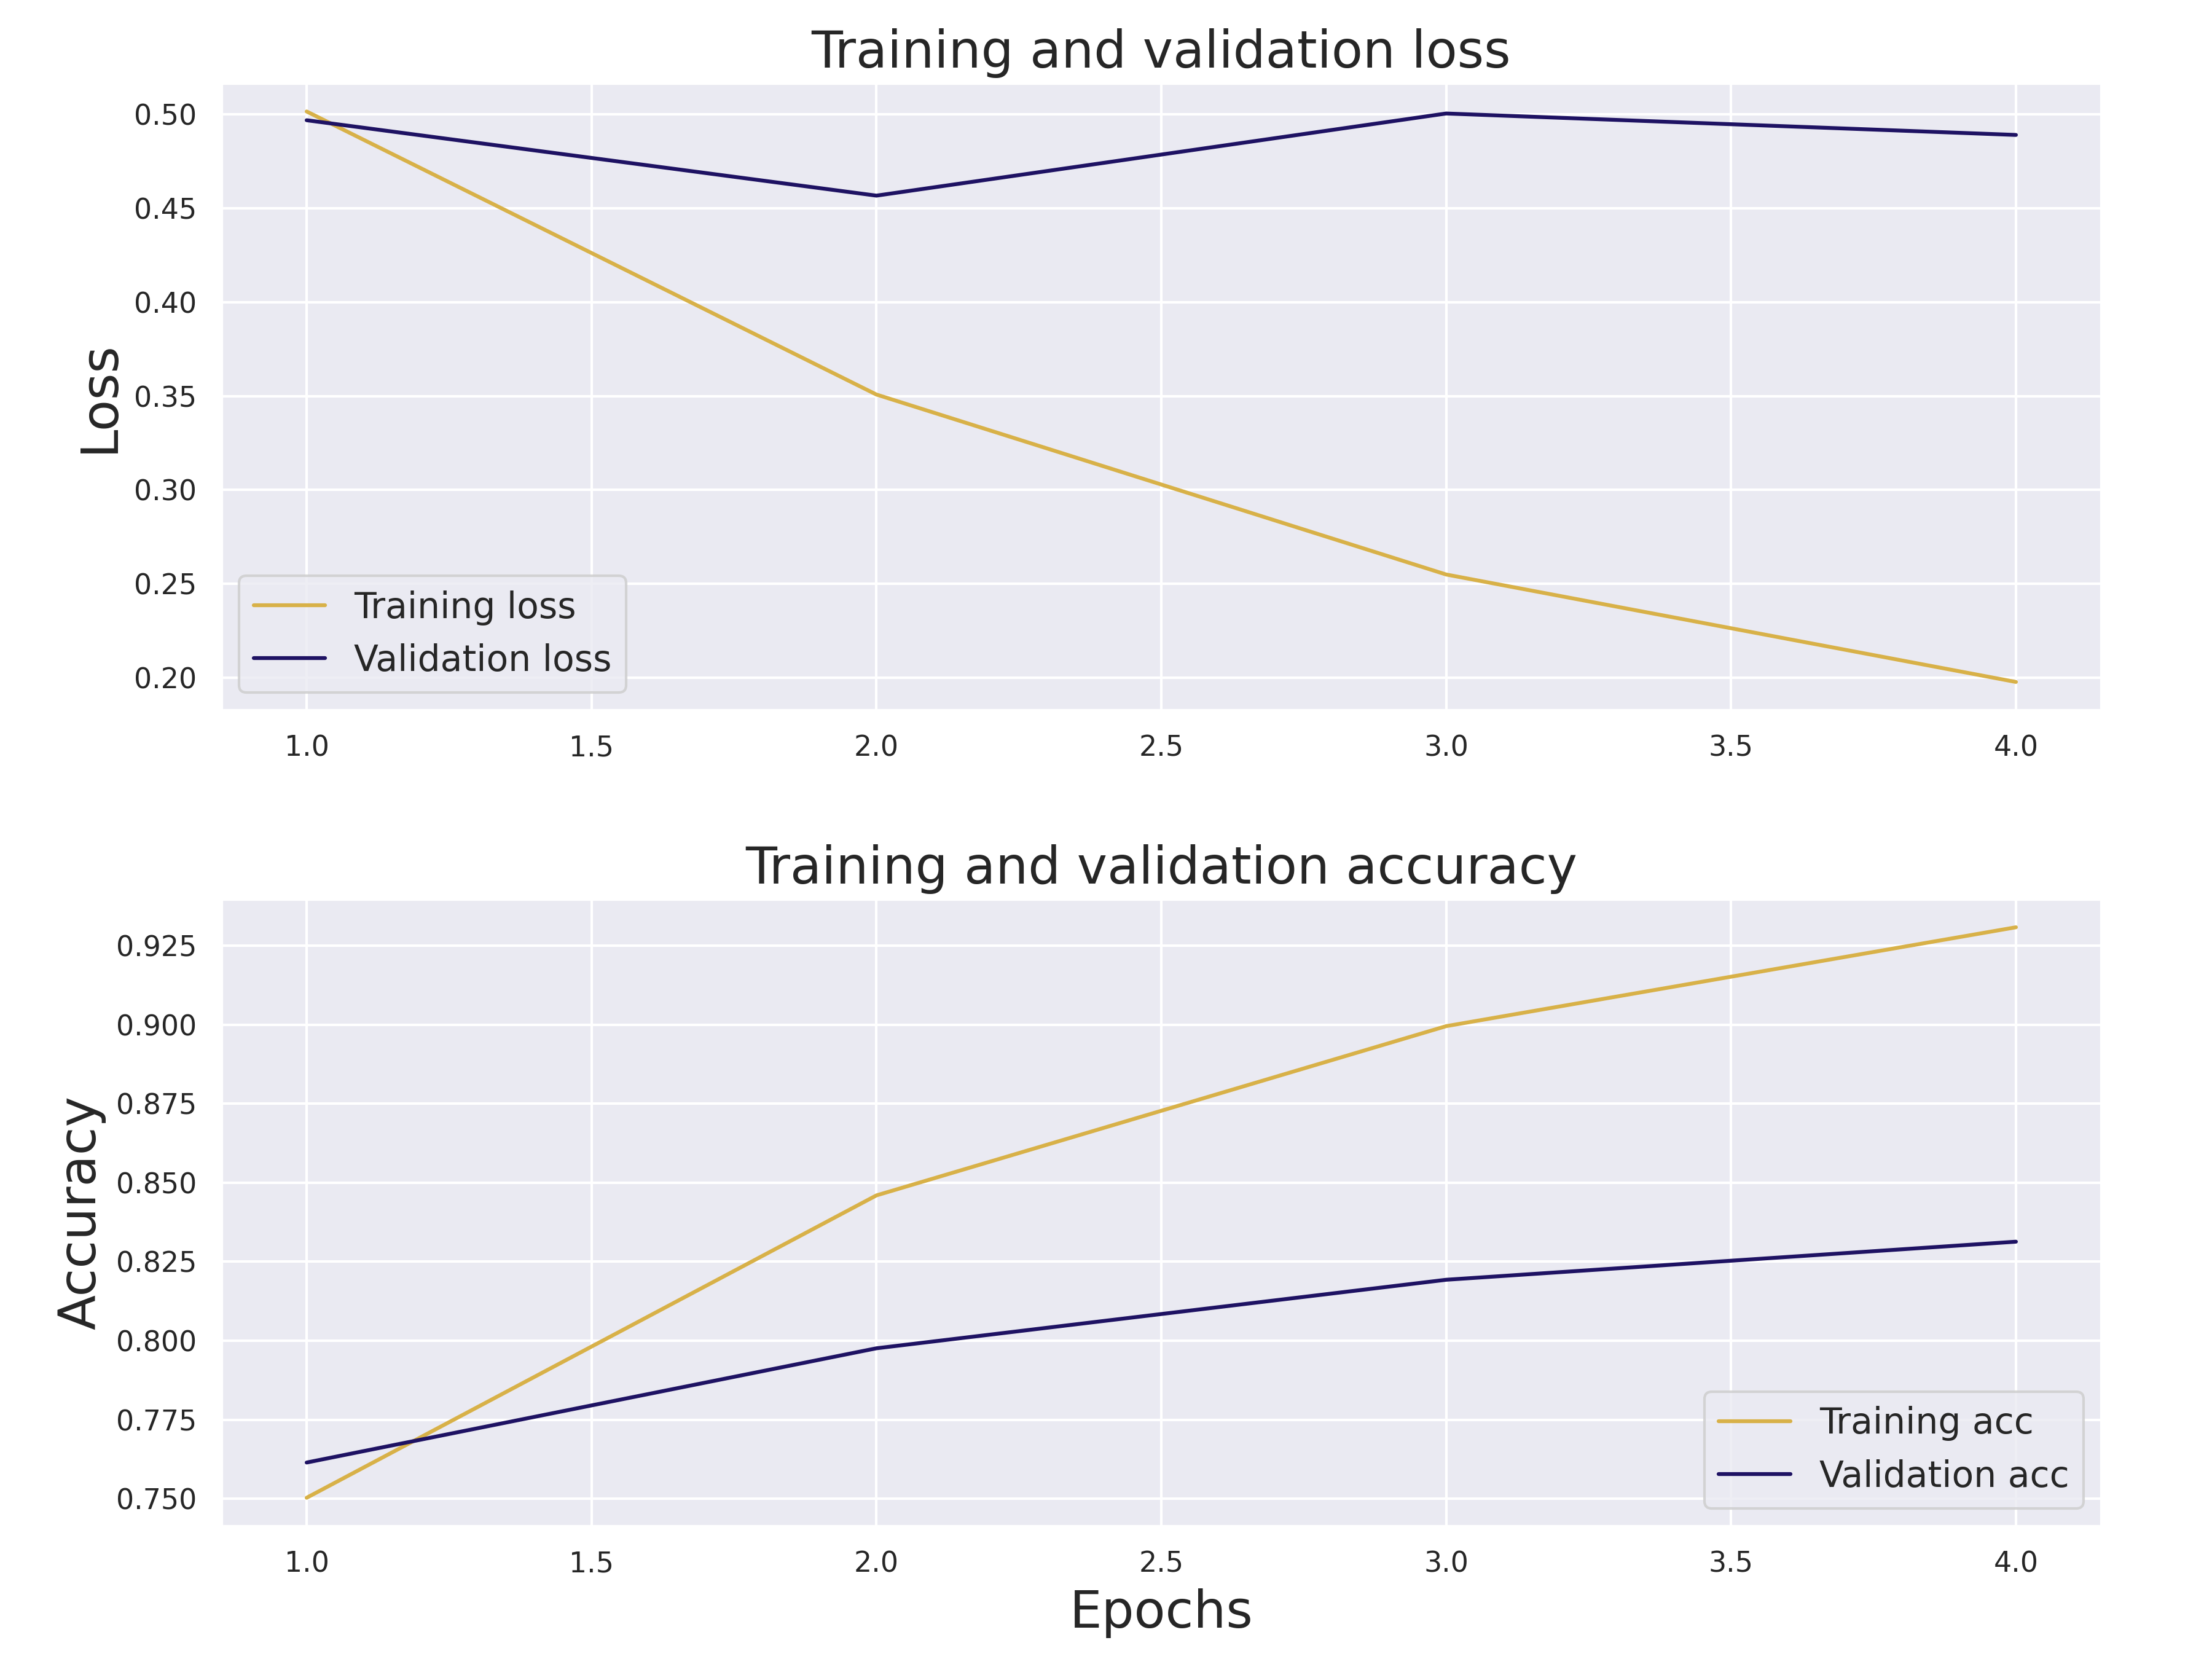 Training and validation loss
0.50
0.45
0.40
0.35
0.30
0.25
0.20
Loss
Training loss
Validation loss
1.0 1.5 2.0 2.5 3.0 3.5 4.0
Training and validation accuracy
0.925
0.900
0.875
0.850
0.825
0.800
0.775
0.750
Accuracy
Training acc
Validation acc
1.0 1.5 2.0 2.5 3.0 3.5 4.0
Epochs